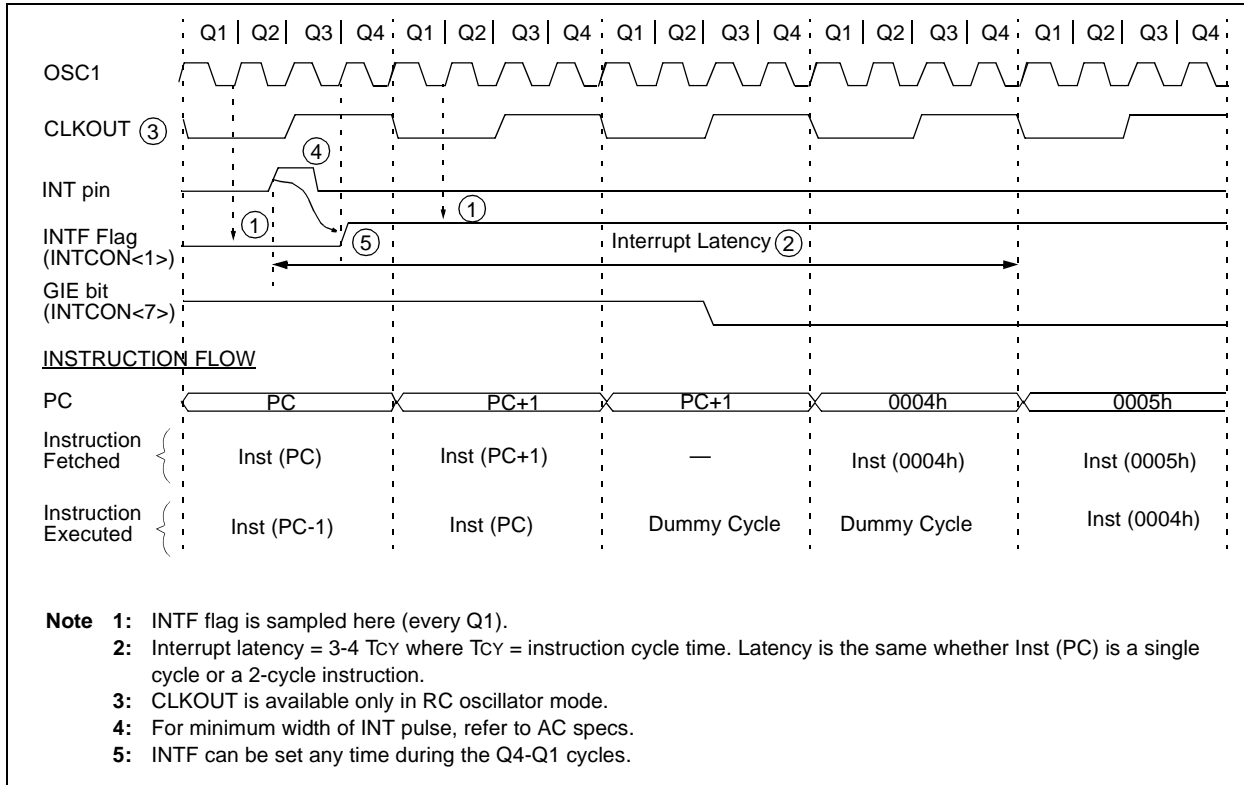 Q1 | Q2 | Q3 | Q4 Q1 | Q2 | Q3 | Q4 Q1 | Q2 | Q3 | Q4 Q1 | Q2 | Q3 | Q4 Q1 | Q2 | Q3 | Q4
OSC1
CLKOUT 3
4
INT pin
1 1
INTF Flag
(INTCON<1>)
5 Interrupt Latency 2
GIE bit
(INTCON<7>)
INSTRUCTION FLOW
PC PC PC+1 PC+1 0004h 0005h
Instruction
Fetched
Inst (PC) Inst (PC+1) — Inst (0004h) Inst (0005h)
Instruction
Executed
Inst (PC-1) Inst (PC) Dummy Cycle Dummy Cycle Inst (0004h)
Note 1: INTF flag is sampled here (every Q1).
2: Interrupt latency = 3-4 TCY where TCY = instruction cycle time. Latency is the same whether Inst (PC) is a single
cycle or a 2-cycle instruction.
3: CLKOUT is available only in RC oscillator mode.
4: For minimum width of INT pulse, refer to AC specs.
5: INTF can be set any time during the Q4-Q1 cycles.